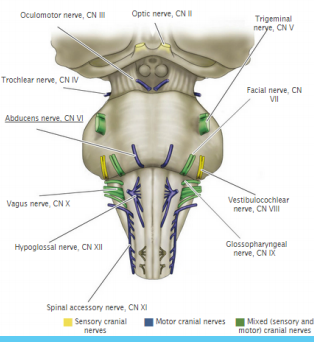 Oculomotor nerve, CN III
Optic nerve, CN II
Trigeminal
nerve, CN V
Trochlear nerve, CN IV
Facial nerve, CN
VII
Abducens nerve, CN VI
Vagus nerve, CN X
Vestibulocochlear
nerve, CN VIII
Hypoglossal nerve, CN XII
Glossopharyngeal
nerve, CN IX
Spinal accessory nerve, CN XI
Sensory cranial
nerves
Motor cranial nerves
Mixed (sensory and
motor) cranial nerves